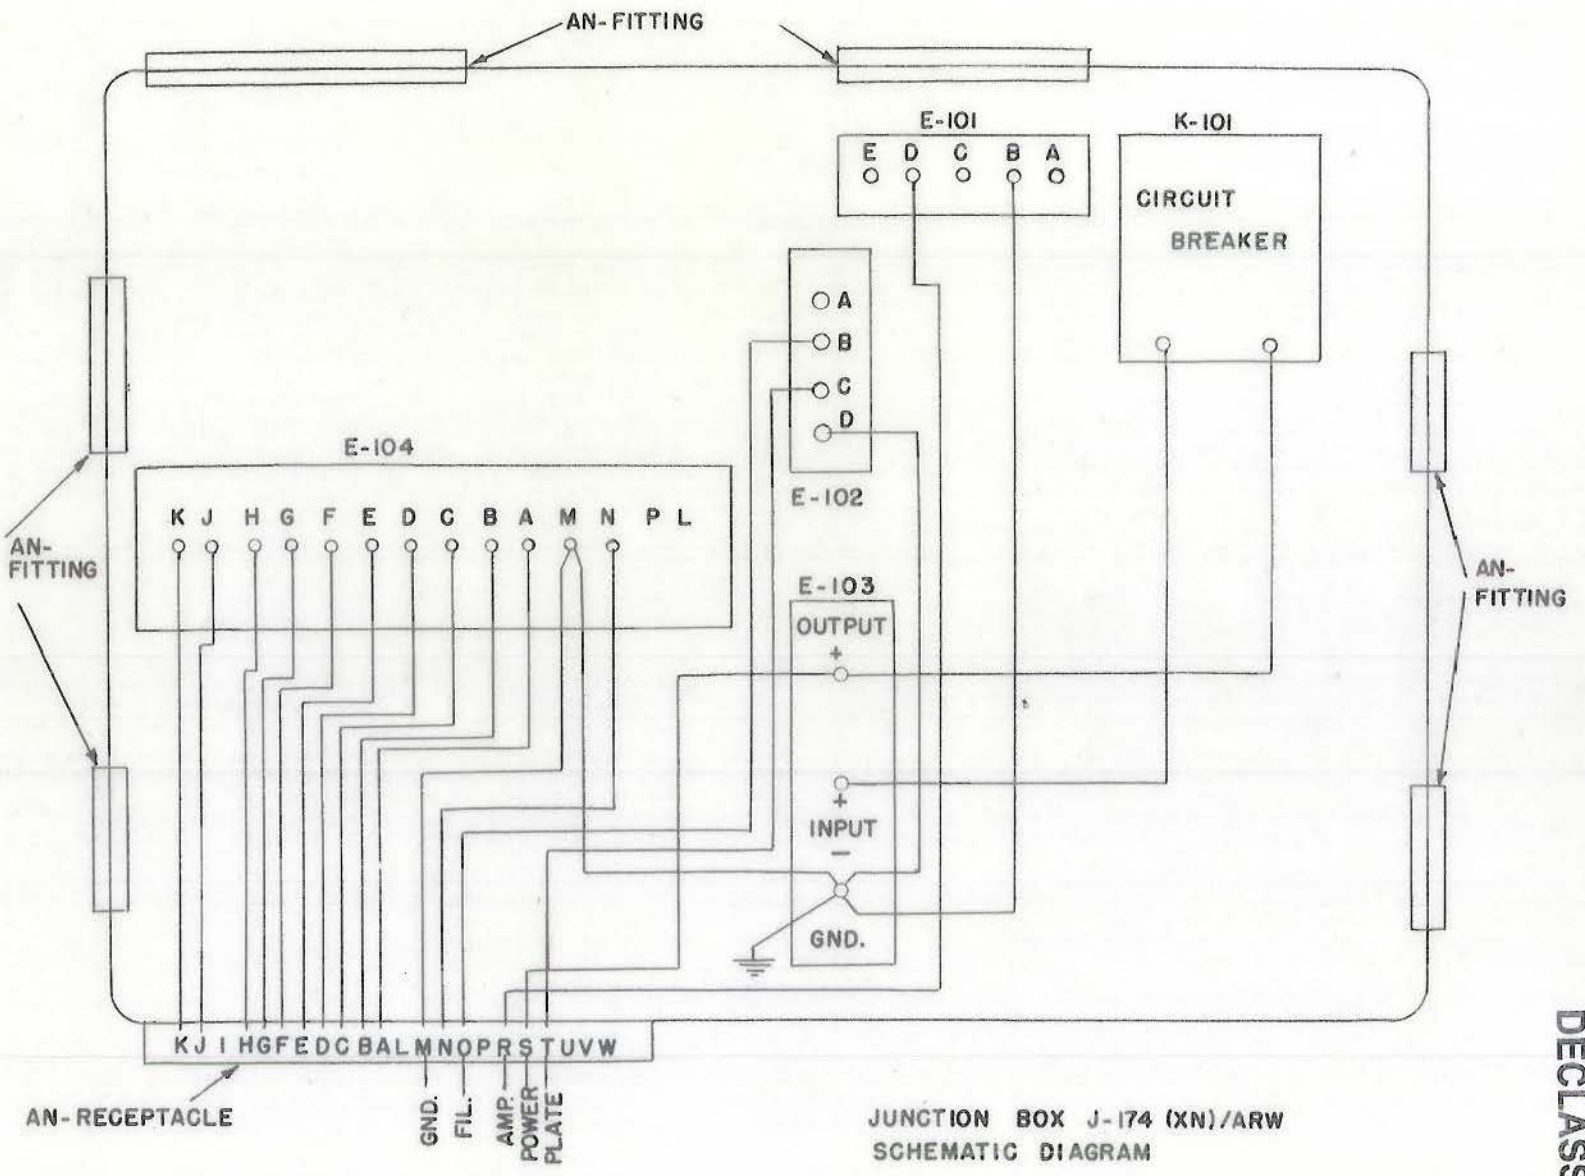 AN-FITTING
E-101
K-101
E D C B A
CIRCUIT
BREAKER
A
B
C
D
E-102
E-104
K J H G F E D C B A M N P L
AN-
FITTING
AN-
FITTING
E-103
OUTPUT
+
+
INPUT
-
GND.
K J I H G F E D C B A L M N O P R S T U V W
AN-RECEPTACLE
GND.
FIL.
AMP.
POWER
PLATE
JUNCTION BOX J-174 (XN)/ARW
SCHEMATIC DIAGRAM